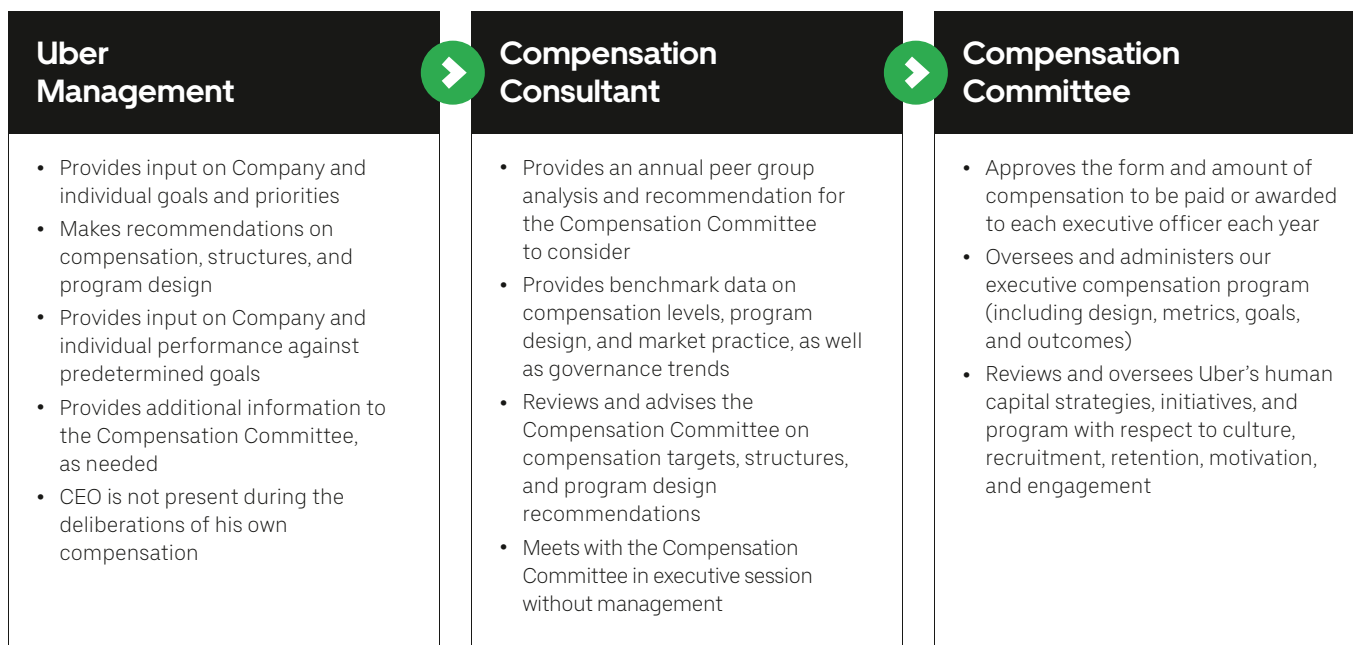 Uber
Management
• Provides input on Company and
individual goals and priorities
• Makes recommendations on
compensation, structures, and
program design
• Provides input on Company and
individual performance against
predetermined goals
• Provides additional information to
the Compensation Committee,
as needed
• CEO is not present during the
deliberations of his own
compensation
Compensation
Consultant
• Provides an annual peer group
analysis and recommendation for
the Compensation Committee
to consider
• Provides benchmark data on
compensation levels, program
design, and market practice, as well
as governance trends
• Reviews and advises the
Compensation Committee on
compensation targets, structures,
and program design
recommendations
• Meets with the Compensation
Committee in executive session
without management
Compensation
Committee
• Approves the form and amount of
compensation to be paid or awarded
to each executive officer each year
• Oversees and administers our
executive compensation program
(including design, metrics, goals,
and outcomes)
• Reviews and oversees Uber’s human
capital strategies, initiatives, and
program with respect to culture,
recruitment, retention, motivation,
and engagement